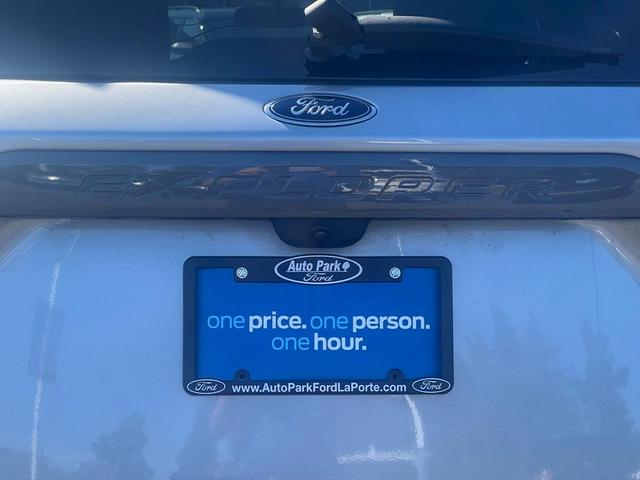 Ford
EXPLORER
Auto Park
Ford
one price. one person.
one hour.
Ford www.AutoParkFordLaPorte.com Ford